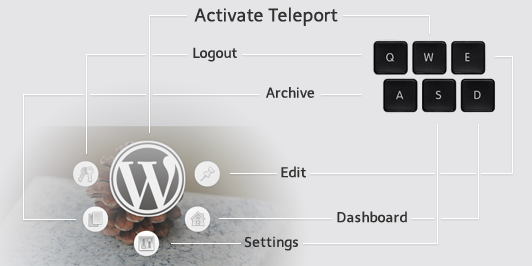 Activate Teleport
Logout
Q W E
Archive
A S D
W
Edit
Dashboard
Settings